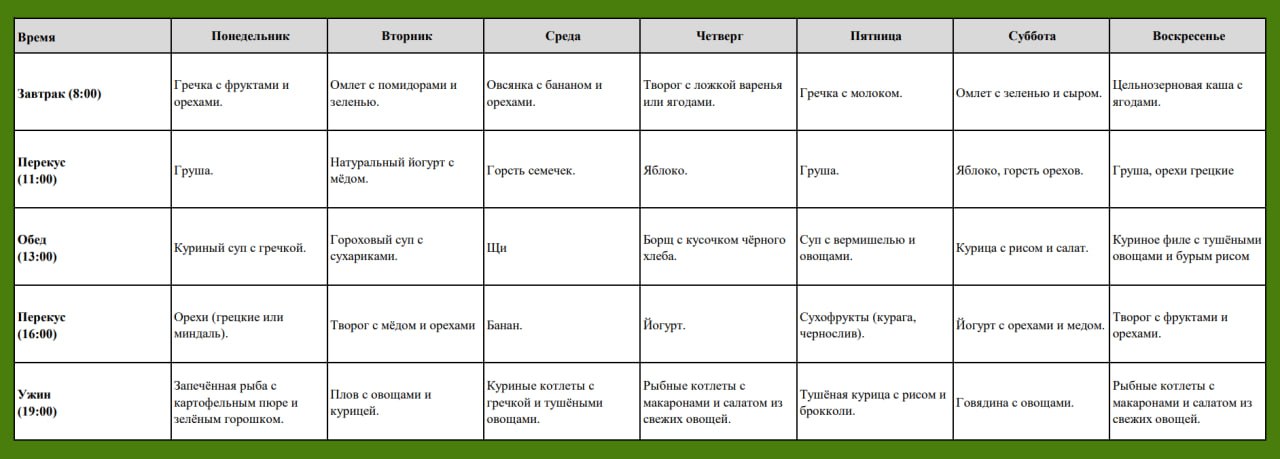 Время
Понедельник
Вторник
Среда
Четверг
Пятница
Суббота
Воскресенье
Завтрак (8:00)
Гречка с фруктами и
орехами.
Омлет с помидорами и
зеленью.
Овсянка с бананом и
орехами.
Творог с ложкой варенья
или ягодами.
Гречка с молоком.
Омлет с зеленью и сыром.
Цельнозерновая каша с
ягодами.
Перекус
(11:00)
Груша.
Натуральный йогурт с
мёдом.
Горсть семечек.
Яблоко.
Груша.
Яблоко, горсть орехов.
Груша, орехи грецкие
Обед
(13:00)
Куриный суп с гречкой.
Гороховый суп с
сухариками.
Щи
Борщ с кусочком чёрного
хлеба.
Суп с вермишелью и
овощами.
Курица с рисом и салат.
Куриное филе с тушёными
овощами и бурым рисом
Перекус
(16:00)
Орехи (грецкие или
миндаль).
Творог с мёдом и орехами
Банан.
Йогурт.
Сухофрукты (курага,
чернослив).
Йогурт с орехами и медом.
Творог с фруктами и
орехами.
Ужин
(19:00)
Запечённая рыба с
картофельным пюре и
зелёным горошком.
Плов с овощами и
курицей.
Куриные котлеты с
гречкой и тушёными
овощами.
Рыбные котлеты с
макаронами и салатом из
свежих овощей.
Тушёная курица с рисом и
брокколи.
Говядина с овощами.
Рыбные котлеты с
макаронами и салатом из
свежих овощей.